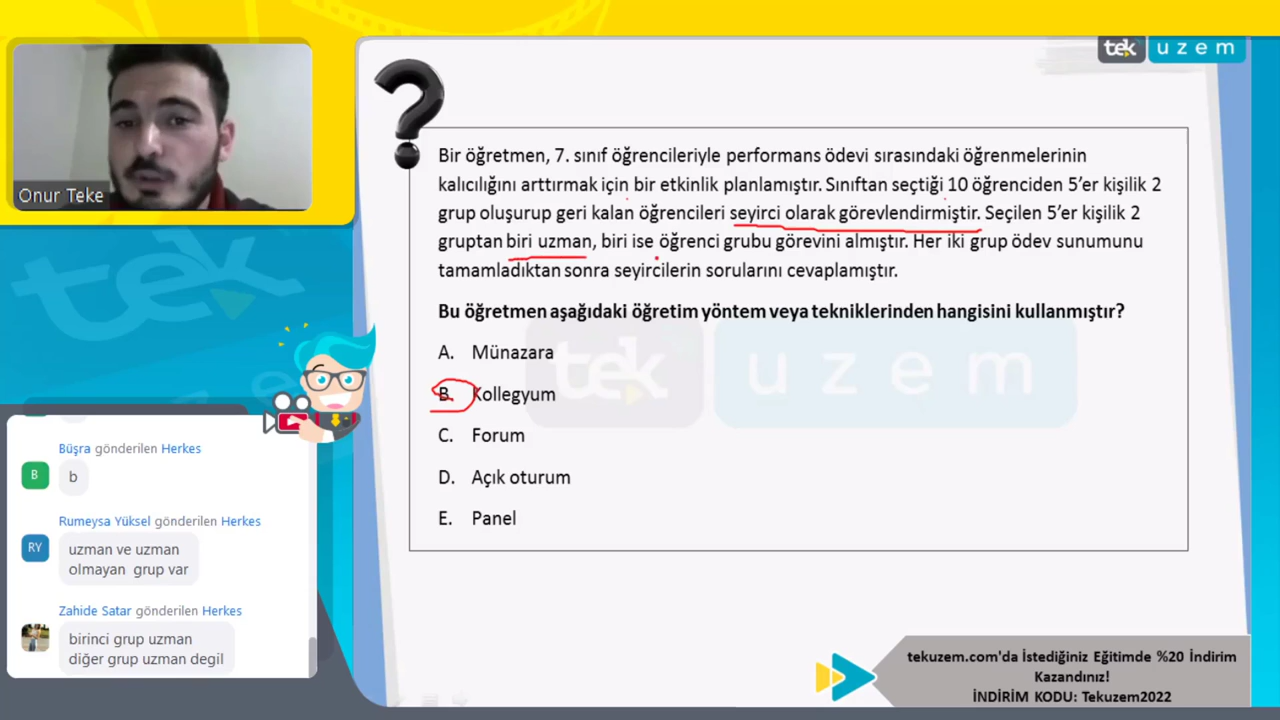 tek uzem
Onur Teke
Bir öğretmen, 7. sınıf öğrencileriyle performans ödevi sırasındaki öğrenmelerinin
kalıcılığını arttırmak için bir etkinlik planlamıştır. Sınıftan seçtiği 10 öğrenciden 5’er kişilik 2
grup oluşurup geri kalan öğrencileri seyirci olarak görevlendirmiştir. Seçilen 5’er kişilik 2
gruptan biri uzman, biri ise öğrenci grubu görevini almıştır. Her iki grup ödev sunumunu
tamamladıktan sonra seyircilerin sorularını cevaplamıştır.
Bu öğretmen aşağıdaki öğretim yöntem veya tekniklerinden hangisini kullanmıştır?
A. Münazara
B. Kollegyum
C. Forum
D. Açık oturum
E. Panel
tek uzem
tek
Büşra gönderilen Herkes
B
b
Rumeysa Yüksel gönderilen Herkes
RY
uzman ve uzman
olmayan grup var
Zahide Satar gönderilen Herkes
birinci grup uzman
diğer grup uzman degil
tekuzem.com'da İstediğiniz Eğitimde %20 İndirim
Kazandınız!
İNDİRİM KODU: Tekuzem2022